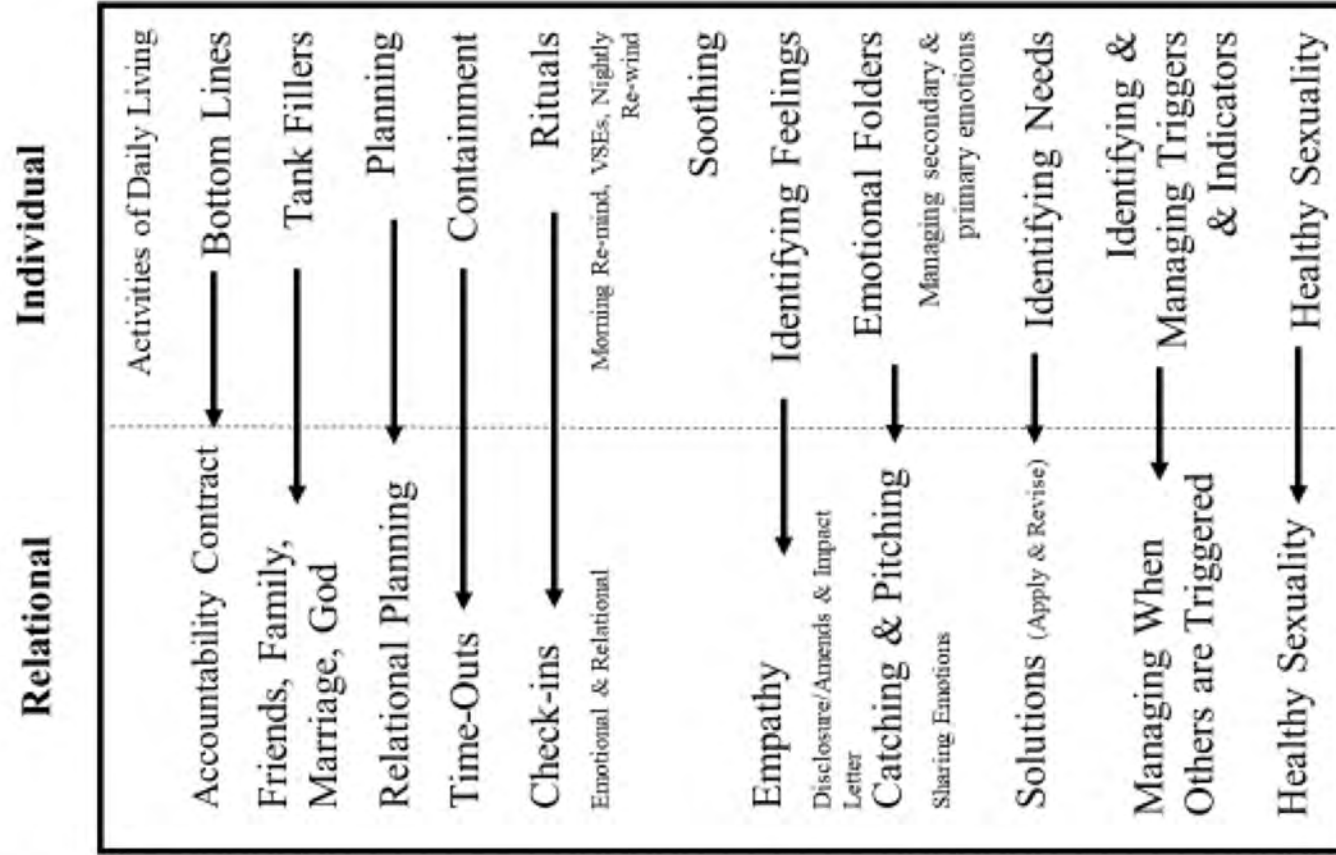 Relational
Individual
Activities of Daily Living
Accountability Contract
Bottom Lines
Friends, Family,
Marriage, God
Tank Fillers
Relational Planning
Planning
Time-Outs
Containment
Check-ins
Rituals
Emotional & Relational
Morning Re-mind, VSEs, Nightly
Re-wind
Soothing
Empathy
Identifying Feelings
Disclosure/Amends & Impact
Letter
Catching & Pitching
Emotional Folders
Sharing Emotions
Managing secondary &
primary emotions
Solutions (Apply & Revise)
Identifying Needs
Managing When
Others are Triggered
Identifying &
Managing Triggers
& Indicators
Healthy Sexuality
Healthy Sexuality